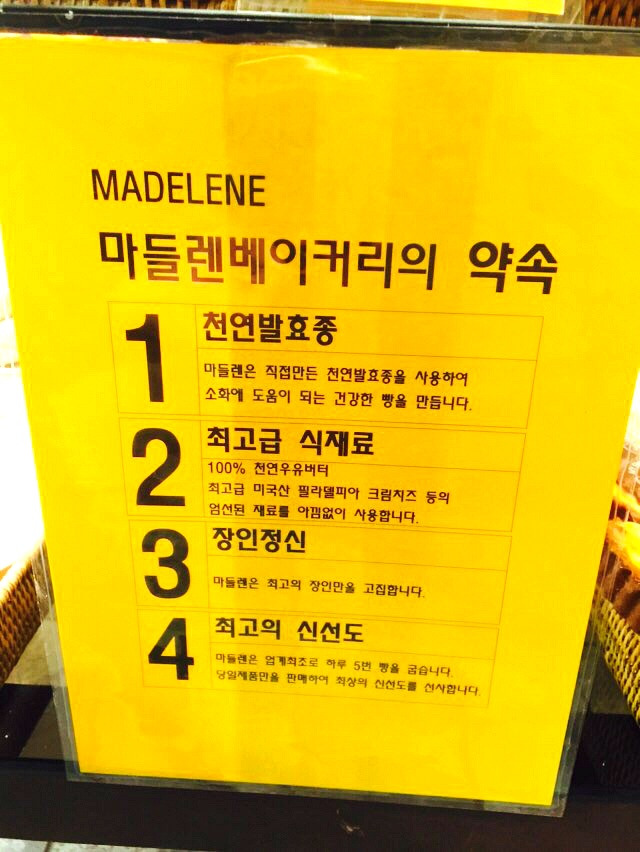 MADELENE
마들렌베이커리의 약속
1
천연발효종
마들렌은 직접만든 천연발효종을 사용하여
소화에 도움이 되는 건강한 빵을 만듭니다.
2
최고급 식재료
100% 천연우유버터
최고급 미국산 필라델피아 크림치즈 등의
엄선된 재료를 아낌없이 사용합니다.
3
장인정신
마들렌은 최고의 장인만을 고집합니다.
4
최고의 신선도
마들렌은 업계최초로 하루 5번 빵을 굽습니다.
당일제품만을 판매하여 최상의 신선도를 선사합니다.